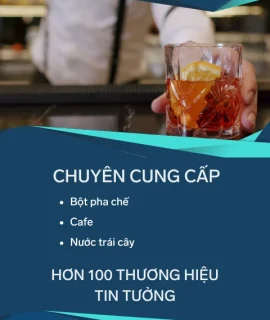 CHUYÊN CUNG CẤP
Bột pha chế
Cafe
Nước trái cây
HƠN 100 THƯƠNG HIỆU
TIN TƯỞNG